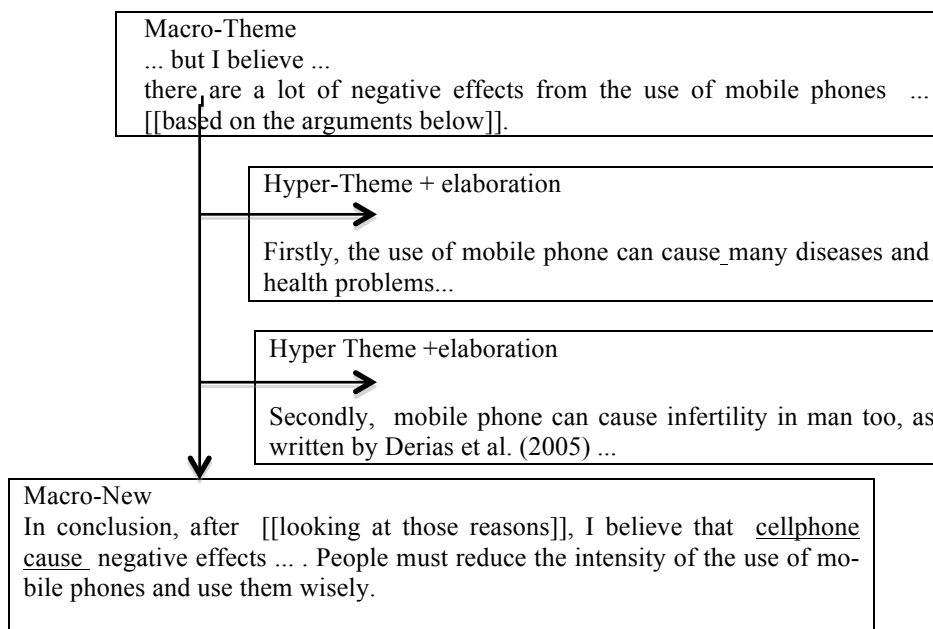 Macro-Theme
... but I believe ...
there are a lot of negative effects from the use of mobile phones ...
[[based on the arguments below]].
Hyper-Theme + elaboration
Firstly, the use of mobile phone can cause many diseases and
health problems...
Hyper Theme +elaboration
Secondly, mobile phone can cause infertility in man too, as
written by Derias et al. (2005) ...
Macro-New
In conclusion, after [[looking at those reasons]], I believe that cellphone
cause negative effects ... . People must reduce the intensity of the use of mo-
bile phones and use them wisely.